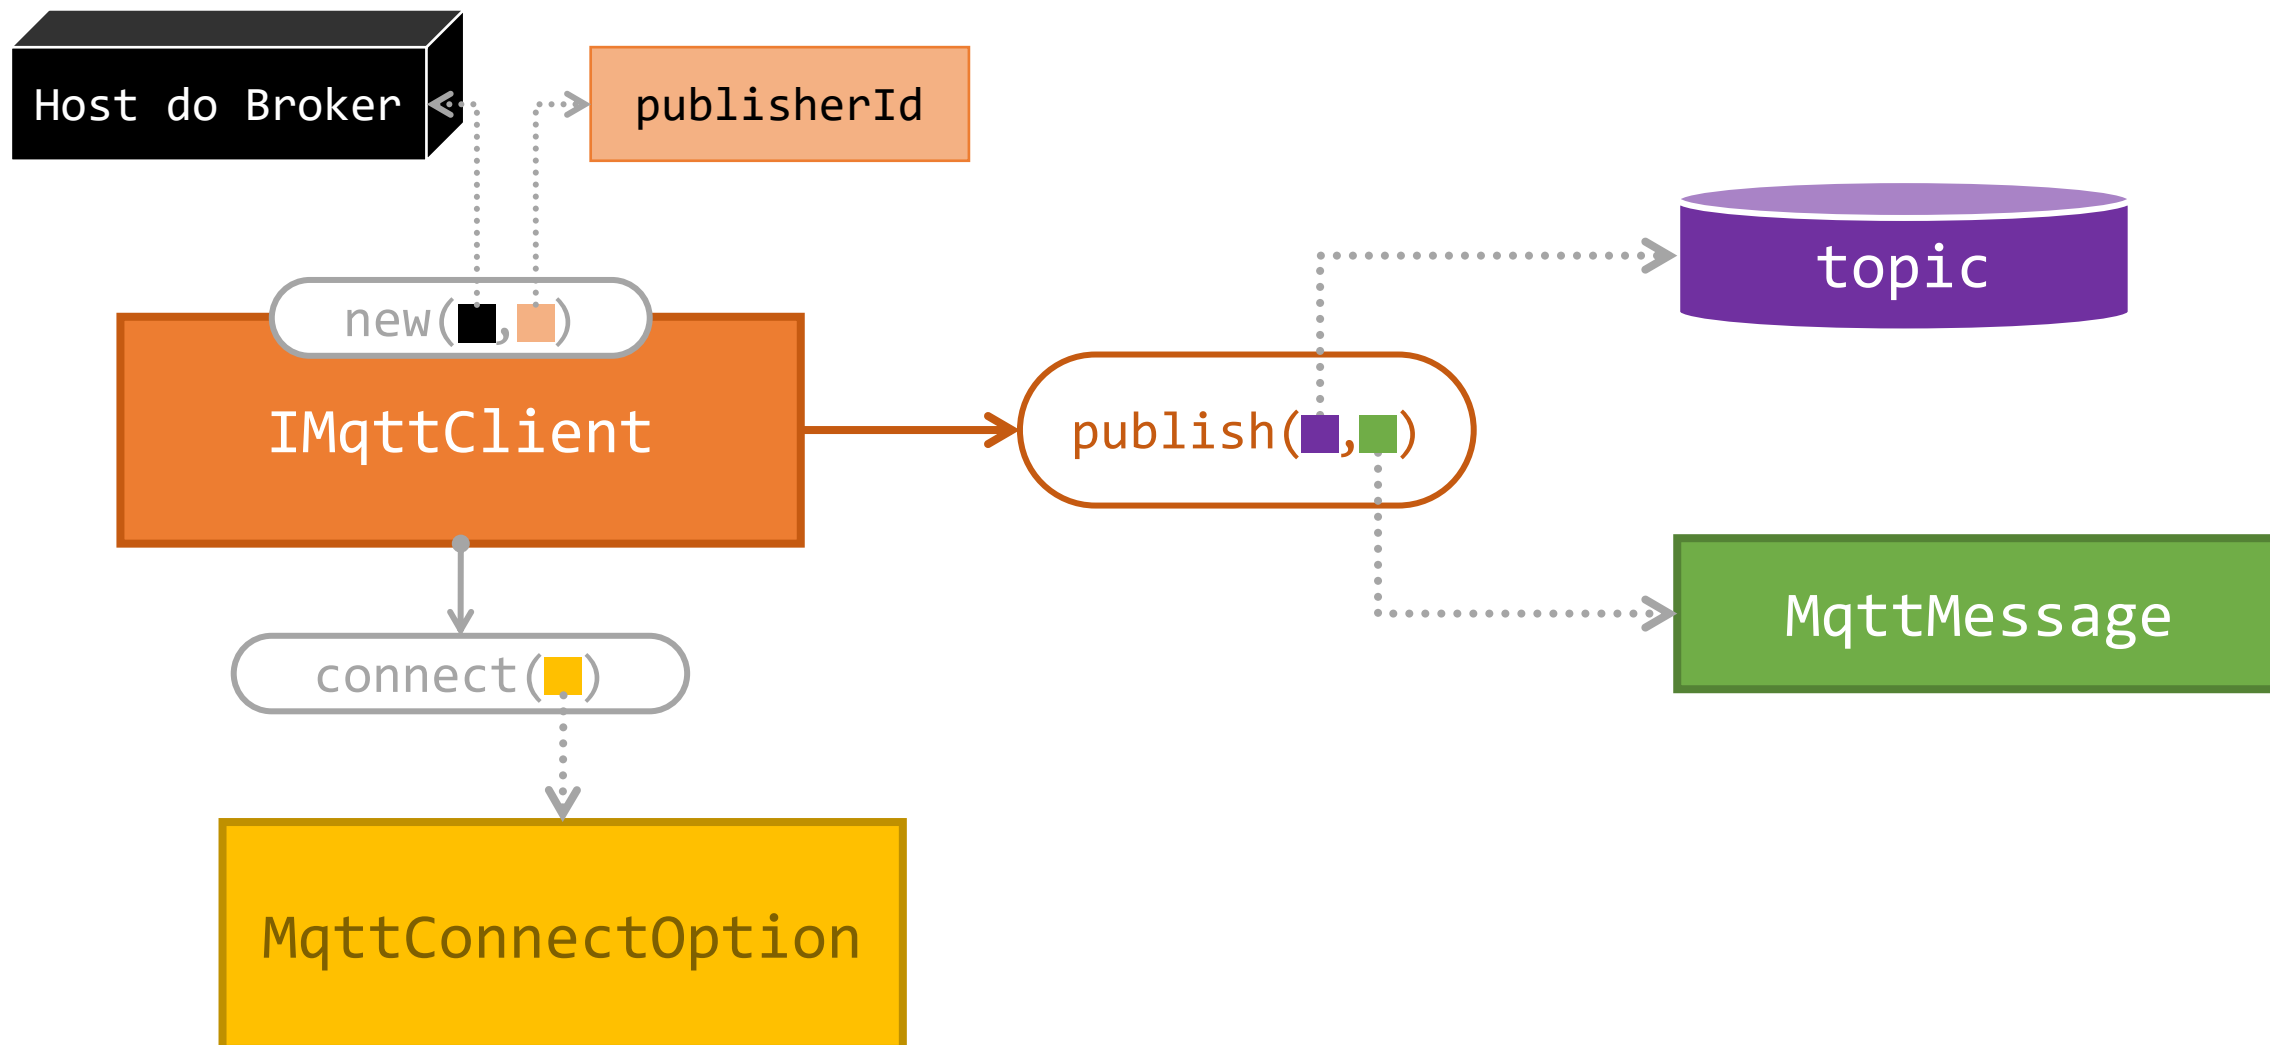 Host do Broker
publisherId
topic
new( , )
IMqttClient
publish( , )
MqttMessage
connect( )
MqttConnectOption